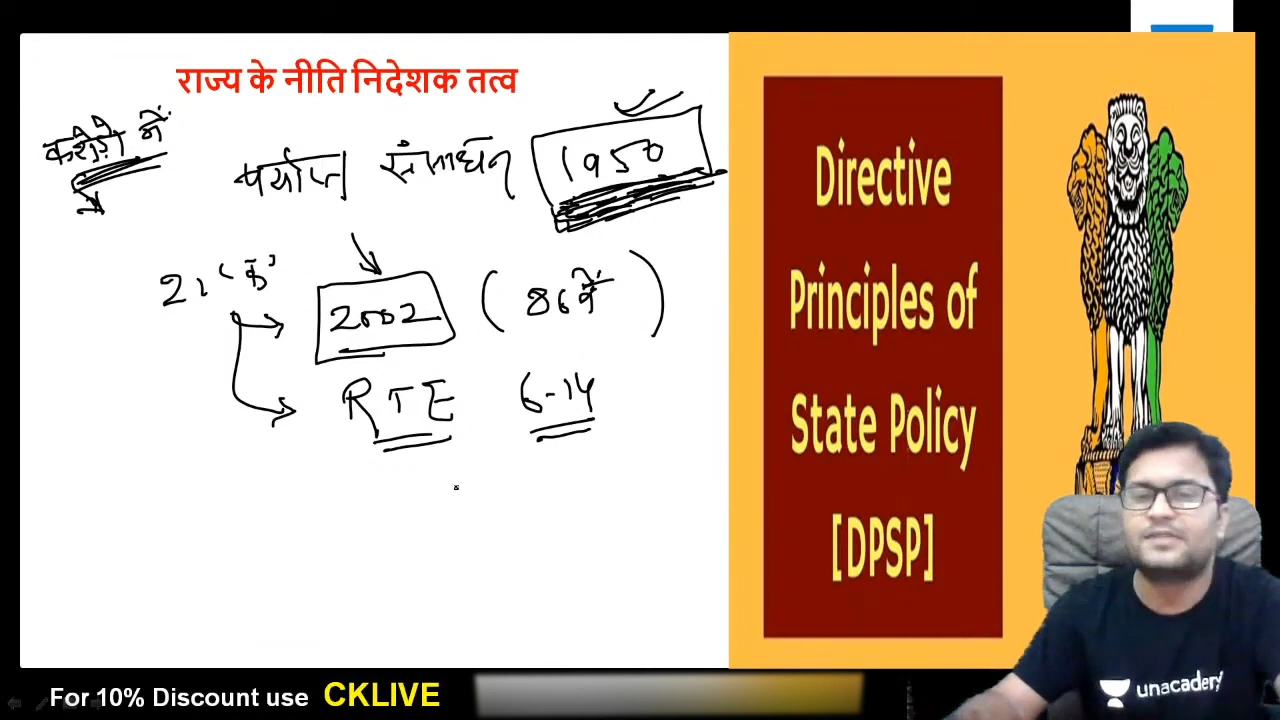 राज्य के नीति निदेशक तत्व
करोड़ो में
पर्याप्त संसाधन 1950
21 (क)
2002 (86वें)
RTE 6-14
Directive
Principles of
State Policy
[DPSP]
unacademy
For 10% Discount use CKLIVE